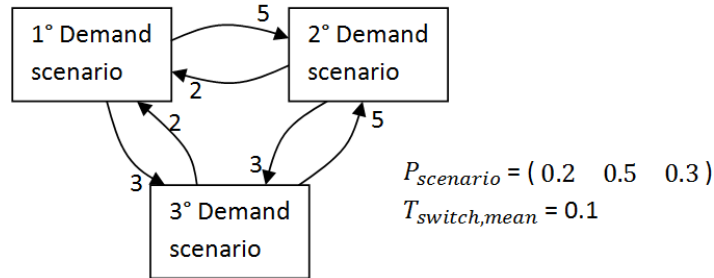 1° Demand
scenario
5
2° Demand
scenario
2
2
5
3
3
3° Demand
scenario
P_scenario = ( 0.2 0.5 0.3 )
T_switch,mean = 0.1